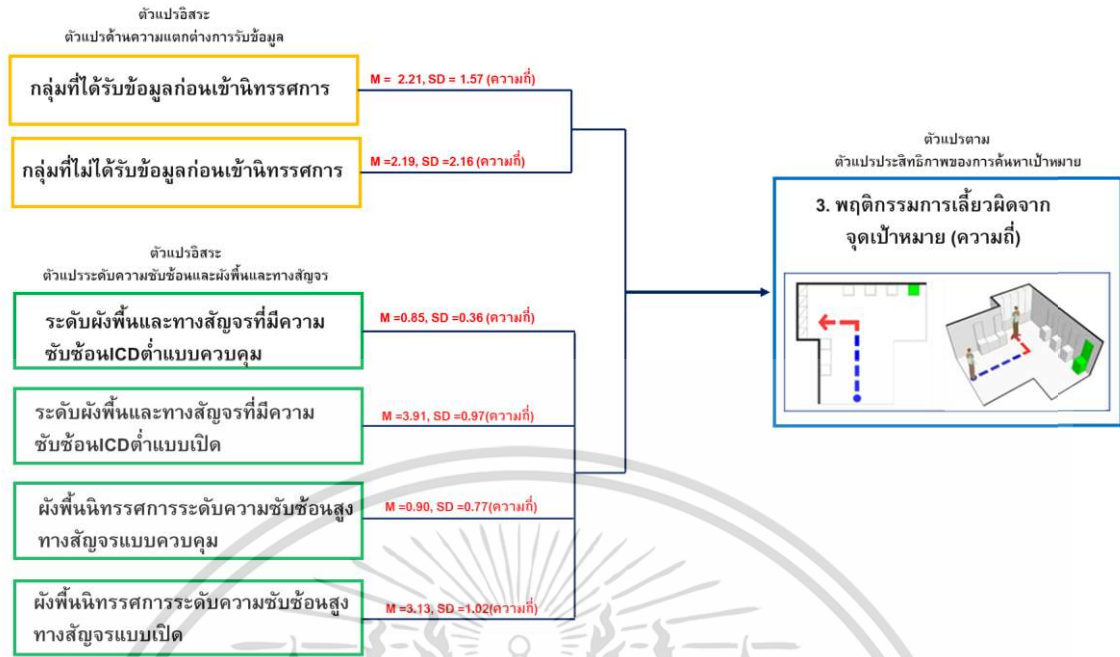 ตัวแปรอิสระ
ตัวแปรด้านความแตกต่างการรับข้อมูล
กลุ่มที่ได้รับข้อมูลก่อนเข้านิทรรศการ
M = 2.21, SD = 1.57 (ความถี่)
กลุ่มที่ไม่ได้รับข้อมูลก่อนเข้านิทรรศการ
M =2.19, SD =2.16 (ความถี่)
ตัวแปรอิสระ
ตัวแปรระดับความซับซ้อนและผังพื้นและทางสัญจร
ระดับผังพื้นและทางสัญจรที่มีความ
ซับซ้อนICDต่ำแบบควบคุม
M =0.85, SD =0.36 (ความถี่)
ระดับผังพื้นและทางสัญจรที่มีความ
ซับซ้อนICDต่ำแบบเปิด
M =3.91, SD =0.97(ความถี่)
ผังพื้นนิทรรศการระดับความซับซ้อนสูง
ทางสัญจรแบบควบคุม
M =0.90, SD =0.77(ความถี่)
ผังพื้นนิทรรศการระดับความซับซ้อนสูง
ทางสัญจรแบบเปิด
M =3.13, SD =1.02(ความถี่)
ตัวแปรตาม
ตัวแปรประสิทธิภาพของการค้นหาเป้าหมาย
3. พฤติกรรมการเลี้ยวผิดจาก
จุดเป้าหมาย (ความถี่)